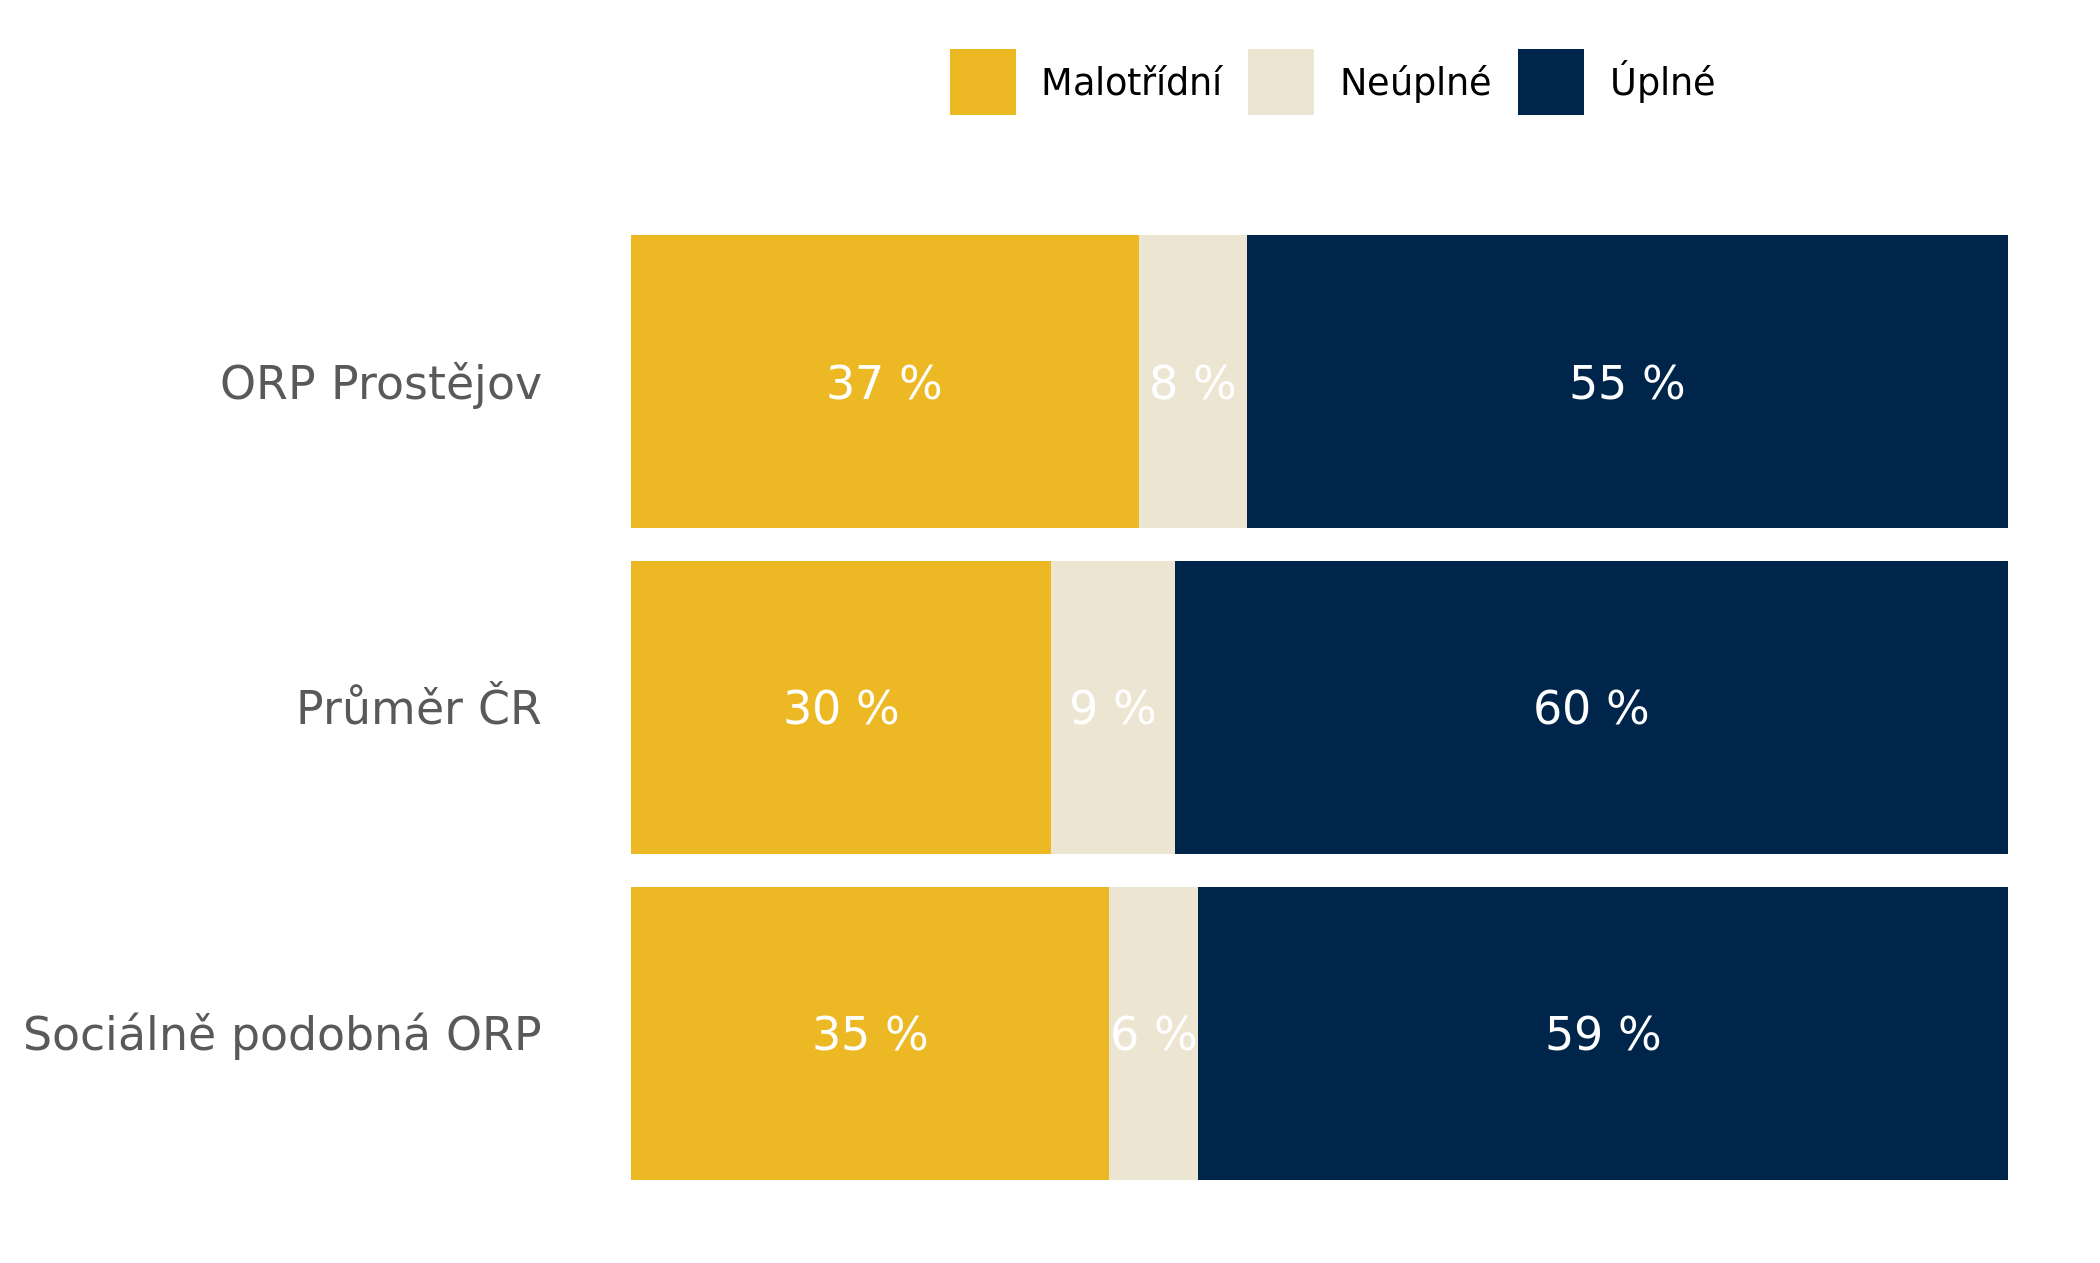 Malotřídní Neúplné Úplné
ORP Prostějov 37 % 8 % 55 %
Průměr ČR 30 % 9 % 60 %
Sociálně podobná ORP 35 % 6 % 59 %